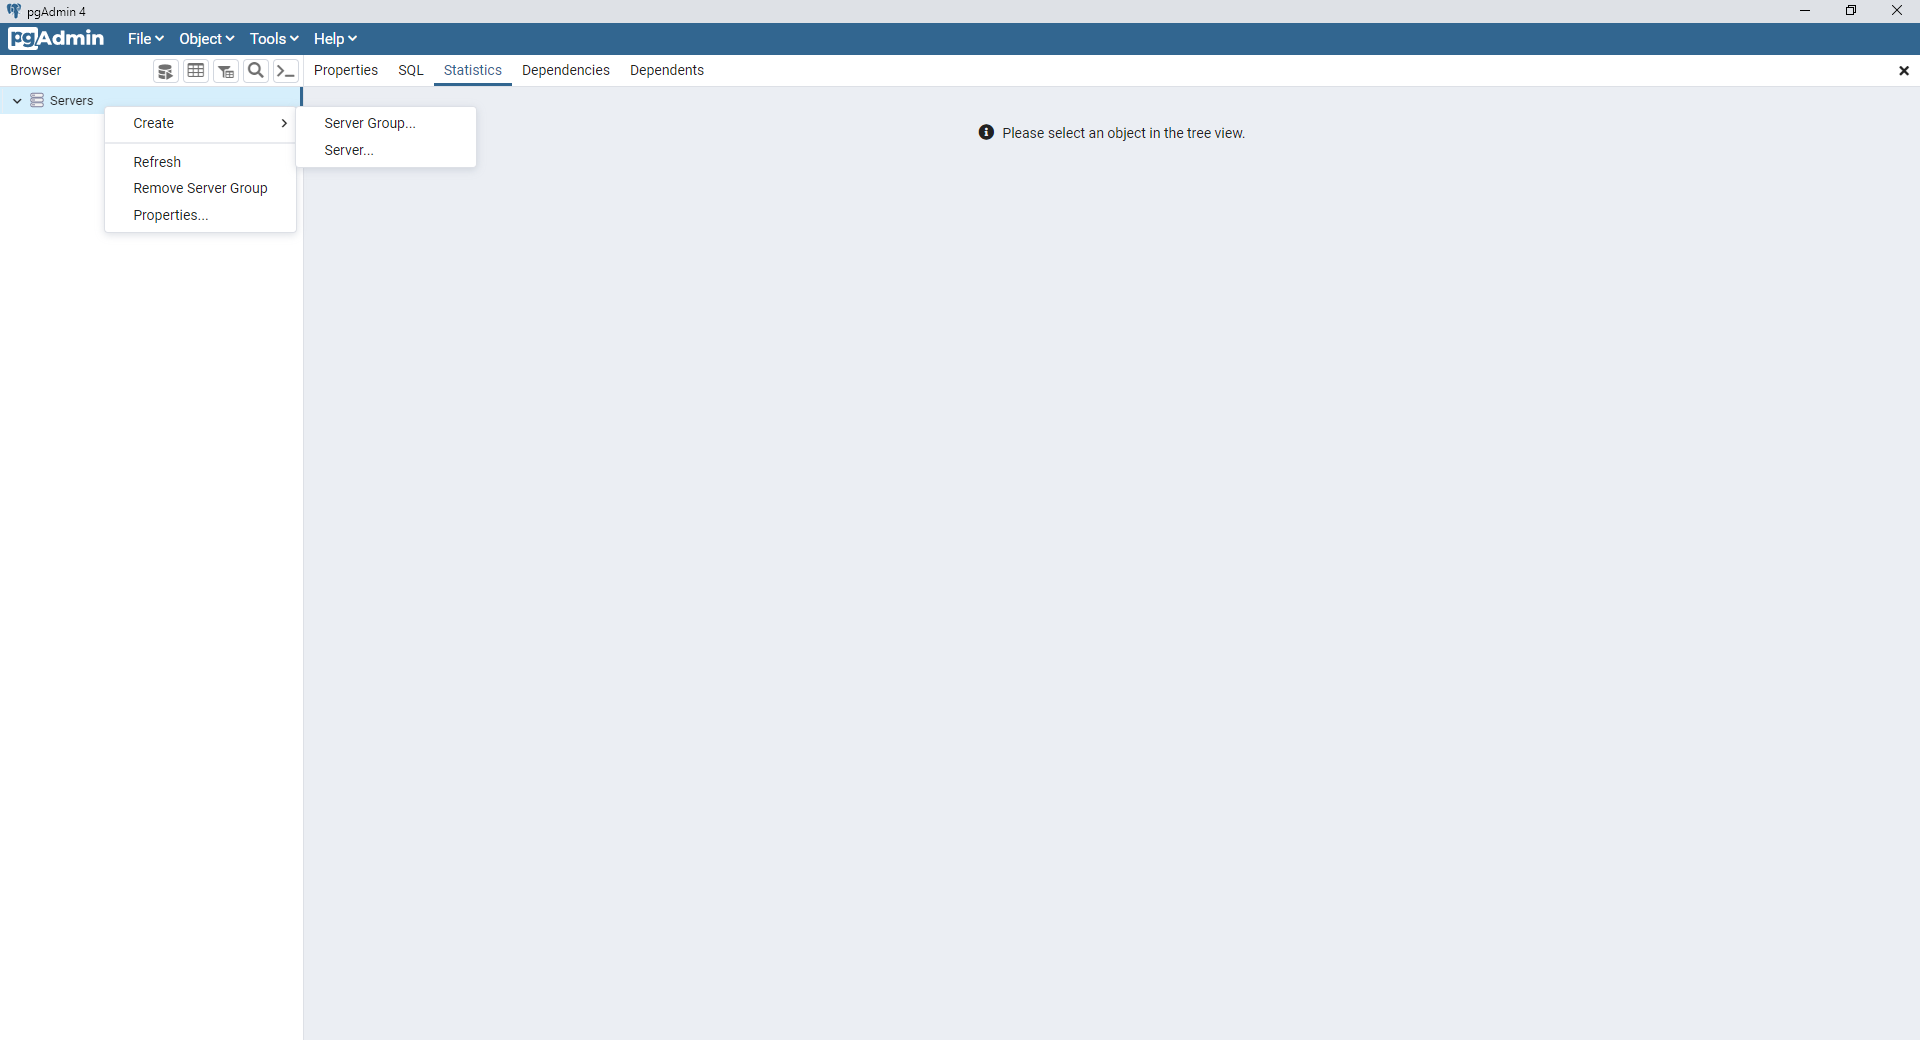 pgAdmin 4
pgAdmin File Object Tools Help
Browser Properties SQL Statistics Dependencies Dependents
Servers
Create
Server Group...
Server...
Refresh
Remove Server Group
Properties...
Please select an object in the tree view.